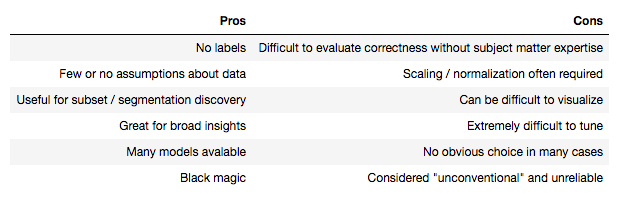 Pros Cons
No labels Difficult to evaluate correctness without subject matter expertise
Few or no assumptions about data Scaling / normalization often required
Useful for subset / segmentation discovery Can be difficult to visualize
Great for broad insights Extremely difficult to tune
Many models avalable No obvious choice in many cases
Black magic Considered "unconventional" and unreliable